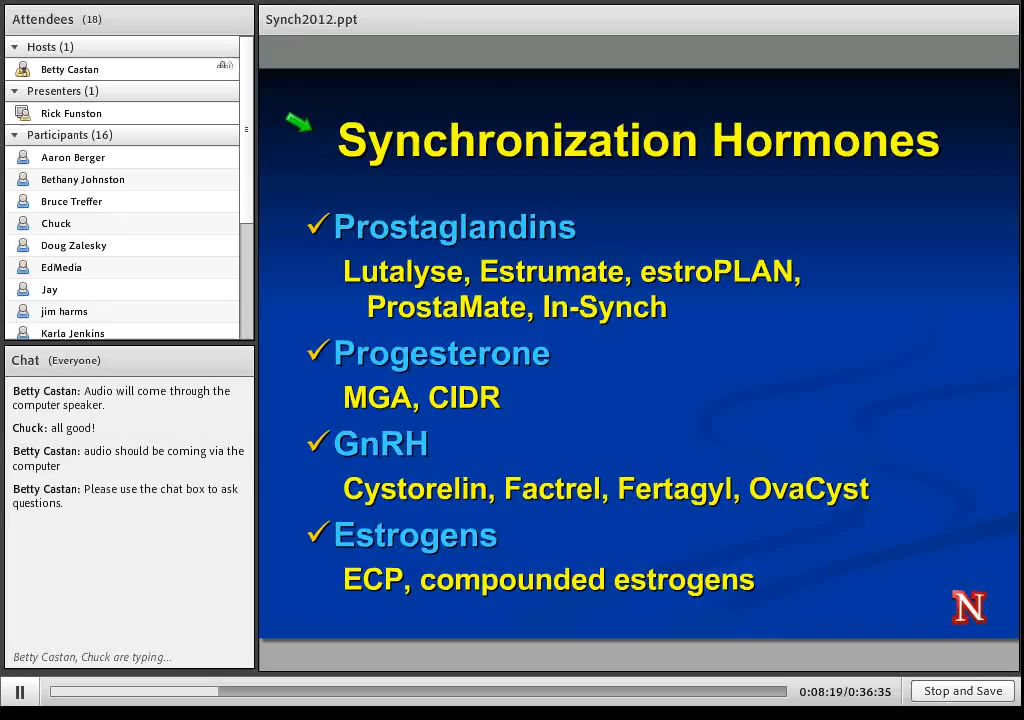 Attendees (18)
Hosts (1)
Betty Castan
Presenters (1)
Rick Funston
Participants (16)
Aaron Berger
Bethany Johnston
Bruce Treffer
Chuck
Doug Zalesky
EdMedia
Jay
jim harms
Karla Jenkins
Chat (Everyone)
Betty Castan: Audio will come through the
computer speaker.
Chuck: all good!
Betty Castan: audio should be coming via the
computer
Betty Castan: Please use the chat box to ask
questions.
Betty Castan, Chuck are typing...
Synch2012.ppt
Synchronization Hormones
Prostaglandins
Lutalyse, Estrumate, estroPLAN,
ProstaMate, In-Synch
Progesterone
MGA, CIDR
GnRH
Cystorelin, Factrel, Fertagyl, OvaCyst
Estrogens
ECP, compounded estrogens
N
0:08:19/0:36:35
Stop and Save